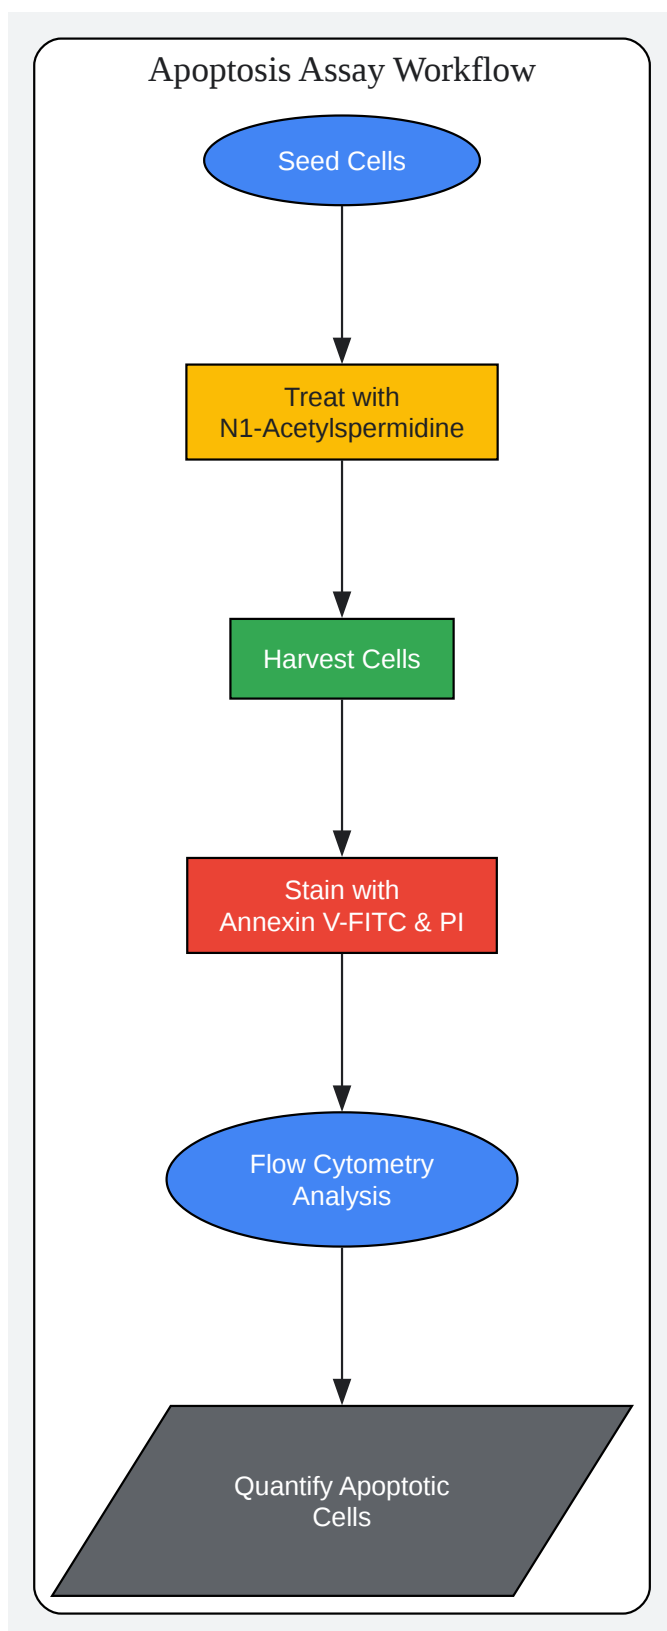 Apoptosis Assay Workflow
Seed Cells
Treat with
N1-Acetylspermidine
Harvest Cells
Stain with
Annexin V-FITC & PI
Flow Cytometry
Analysis
Quantify Apoptotic
Cells